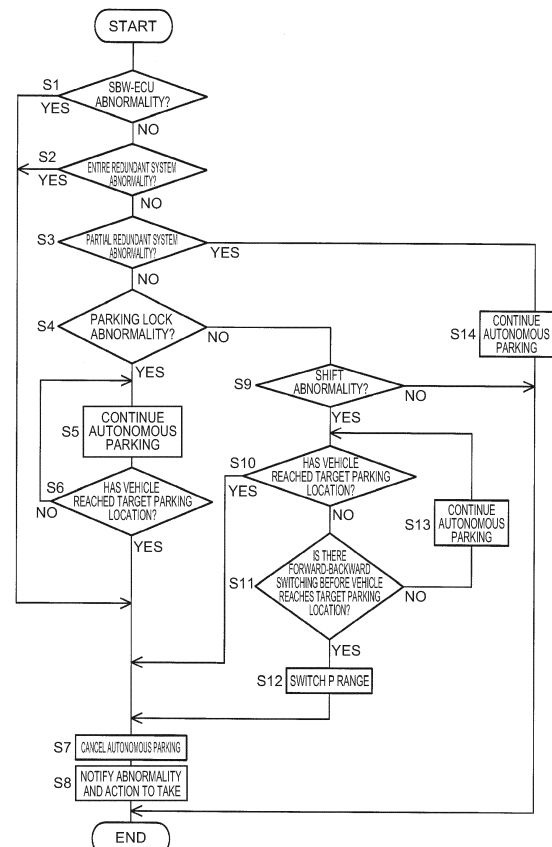 START
S1
SBW-ECU
ABNORMALITY?
YES
NO
S2
ENTIRE REDUNDANT SYSTEM
ABNORMALITY?
YES
NO
S3
PARTIAL REDUNDANT SYSTEM
ABNORMALITY?
YES
NO
S4
PARKING LOCK
ABNORMALITY?
NO
YES
S14
CONTINUE
AUTONOMOUS
PARKING
S9
SHIFT
ABNORMALITY?
NO
YES
S5
CONTINUE
AUTONOMOUS
PARKING
S6
HAS VEHICLE
REACHED TARGET PARKING
LOCATION?
NO
YES
S10
HAS VEHICLE
REACHED TARGET PARKING
LOCATION?
YES
NO
S13
CONTINUE
AUTONOMOUS
PARKING
S11
IS THERE
FORWARD-BACKWARD
SWITCHING BEFORE VEHICLE
REACHES TARGET PARKING
LOCATION?
NO
YES
S12
SWITCH P RANGE
S7
CANCEL AUTONOMOUS PARKING
S8
NOTIFY ABNORMALITY
AND ACTION TO TAKE
END